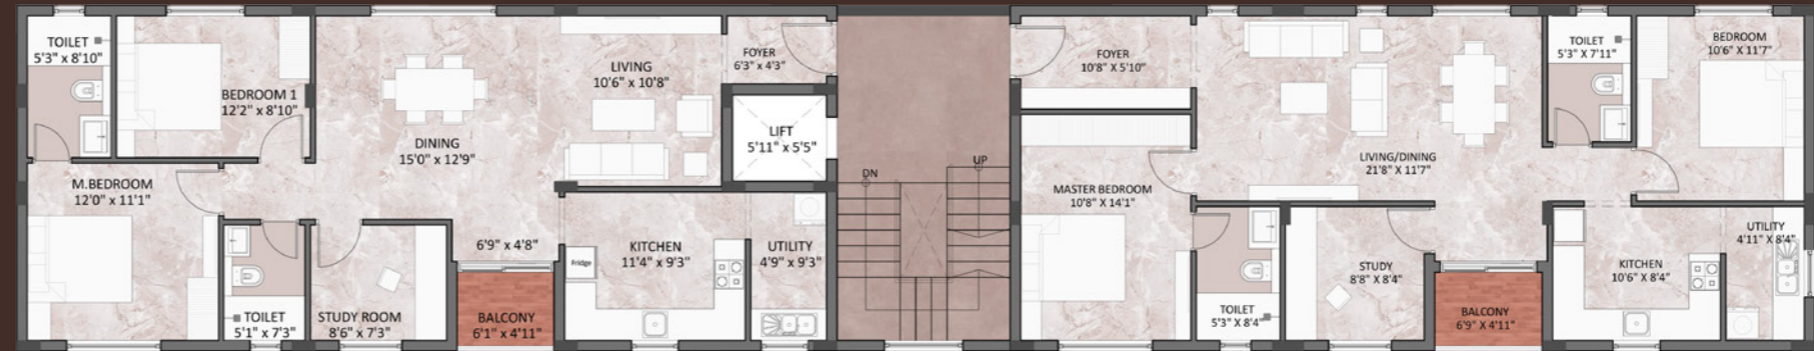 TOILET
5'3" x 8'10"
BEDROOM 1
12'2" x 8'10"
M.BEDROOM
12'0" x 11'1"
TOILET
5'1" x 7'3"
STUDY ROOM
8'6" x 7'3"
DINING
15'0" x 12'9"
LIVING
10'6" x 10'8"
FOYER
6'3" x 4'3"
LIFT
5'11" x 5'5"
6'9" x 4'8"
BALCONY
6'1" x 4'11"
Fridge
KITCHEN
11'4" x 9'3"
UTILITY
4'9" x 9'3"
DN
UP
FOYER
10'8" X 5'10"
MASTER BEDROOM
10'8" X 14'1"
TOILET
5'3" X 8'4"
LIVING/DINING
21'8" X 11'7"
STUDY
8'8" X 8'4"
BALCONY
6'9" X 4'11"
TOILET
5'3" X 7'11"
BEDROOM
10'6" X 11'7"
KITCHEN
10'6" X 8'4"
UTILITY
4'11" X 8'4"